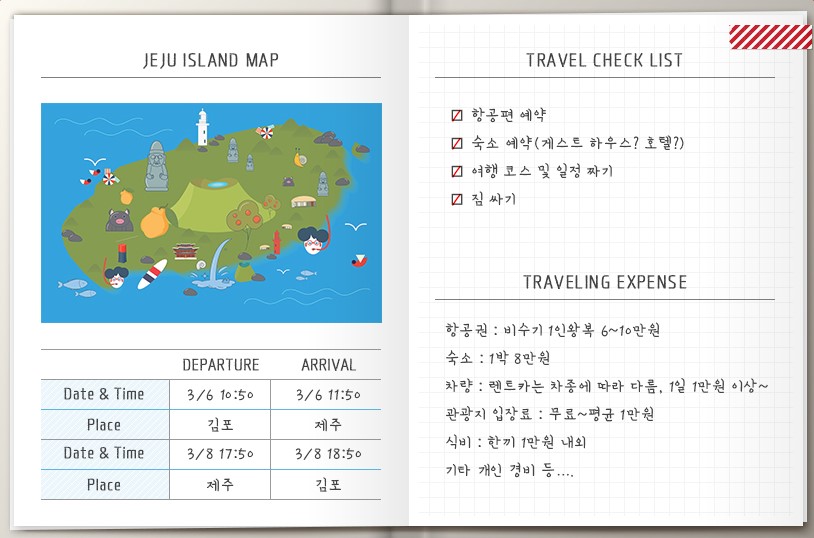 JEJU ISLAND MAP
DEPARTURE ARRIVAL
Date & Time 3/6 10:50 3/6 11:50
Place 김포 제주
Date & Time 3/8 17:50 3/8 18:50
Place 제주 김포
TRAVEL CHECK LIST
항공편 예약
숙소 예약(게스트 하우스? 호텔?)
여행 코스 및 일정 짜기
짐 싸기
TRAVELING EXPENSE
항공권 : 비수기 1인왕복 6~10만원
숙소 : 1박 8만원
차량 : 렌트카는 차종에 따라 다름, 1일 1만원 이상~
관광지 입장료 : 무료~평균 1만원
식비 : 한끼 1만원 내외
기타 개인 경비 등....